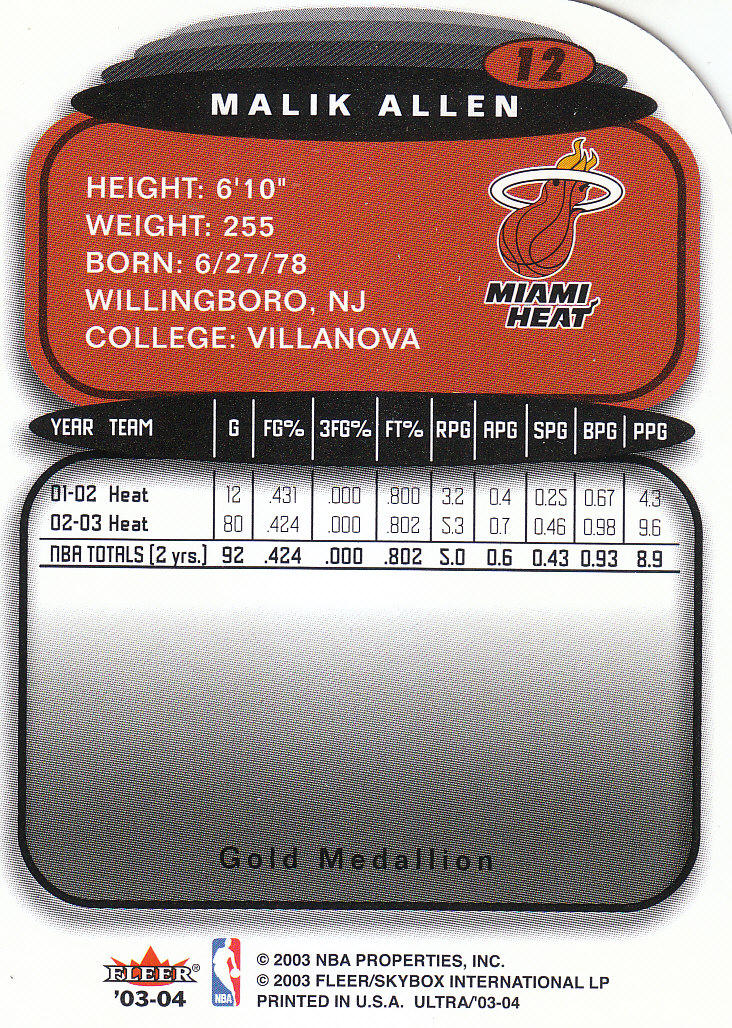 12
MALIK ALLEN
HEIGHT: 6'10"
WEIGHT: 255
BORN: 6/27/78
WILLINGBORO, NJ
COLLEGE: VILLANOVA
MIAMI
HEAT
YEAR TEAM G FG% 3FG% FT% RPG APG SPG BPG PPG
01-02 Heat 12 .431 .000 .800 3.2 0.4 0.25 0.67 4.3
02-03 Heat 80 .424 .000 .802 5.3 0.7 0.46 0.98 9.6
NBA TOTALS (2 yrs.) 92 .424 .000 .802 5.0 0.6 0.43 0.93 8.9
Gold Medallion
FLEER®
'03-04
NBA
© 2003 NBA PROPERTIES, INC.
© 2003 FLEER/SKYBOX INTERNATIONAL LP
PRINTED IN U.S.A. ULTRA/'03-04